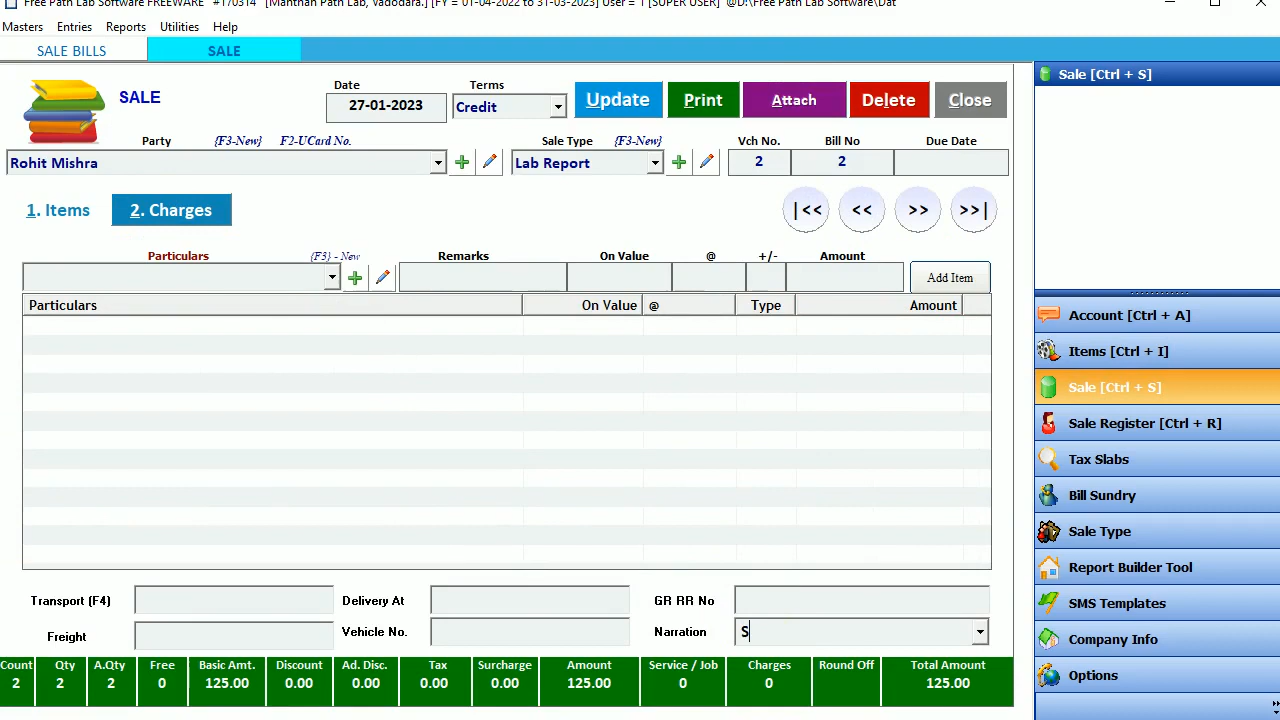 Free Path Lab Software FREEWARE #170314 [Manthan Path Lab, Vadodara.] [FY = 01-04-2022 to 31-03-2023] User = 1 [SUPER USER] @D:\Free Path Lab Software\Dat
Masters Entries Reports Utilities Help
SALE BILLS SALE
SALE
Date
27-01-2023
Terms
Credit
Update Print Attach Delete Close
Party {F3-New} F2-UCard No. Sale Type {F3-New} Vch No. Bill No Due Date
Rohit Mishra Lab Report 2 2
1. Items 2. Charges
|<< << >> >>|
Particulars {F3} - New Remarks On Value @ +/- Amount
Add Item
Particulars On Value @ Type Amount
Transport (F4) Delivery At GR RR No
Freight Vehicle No. Narration S
Count Qty A.Qty Free Basic Amt. Discount Ad. Disc. Tax Surcharge Amount Service / Job Charges Round Off Total Amount
2 2 2 0 125.00 0.00 0.00 0.00 0.00 125.00 0 0 125.00
Sale [Ctrl + S]
Account [Ctrl + A]
Items [Ctrl + I]
Sale [Ctrl + S]
Sale Register [Ctrl + R]
Tax Slabs
Bill Sundry
Sale Type
Report Builder Tool
SMS Templates
Company Info
Options